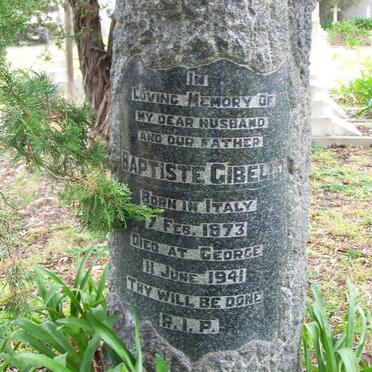 IN
LOVING MEMORY OF
MY DEAR HUSBAND
AND OUR FATHER
BAPTISTE GIBELLO
BORN IN ITALY
7 FEB. 1873
DIED AT GEORGE
11 JUNE 1941
THY WILL BE DONE
R.I.P.